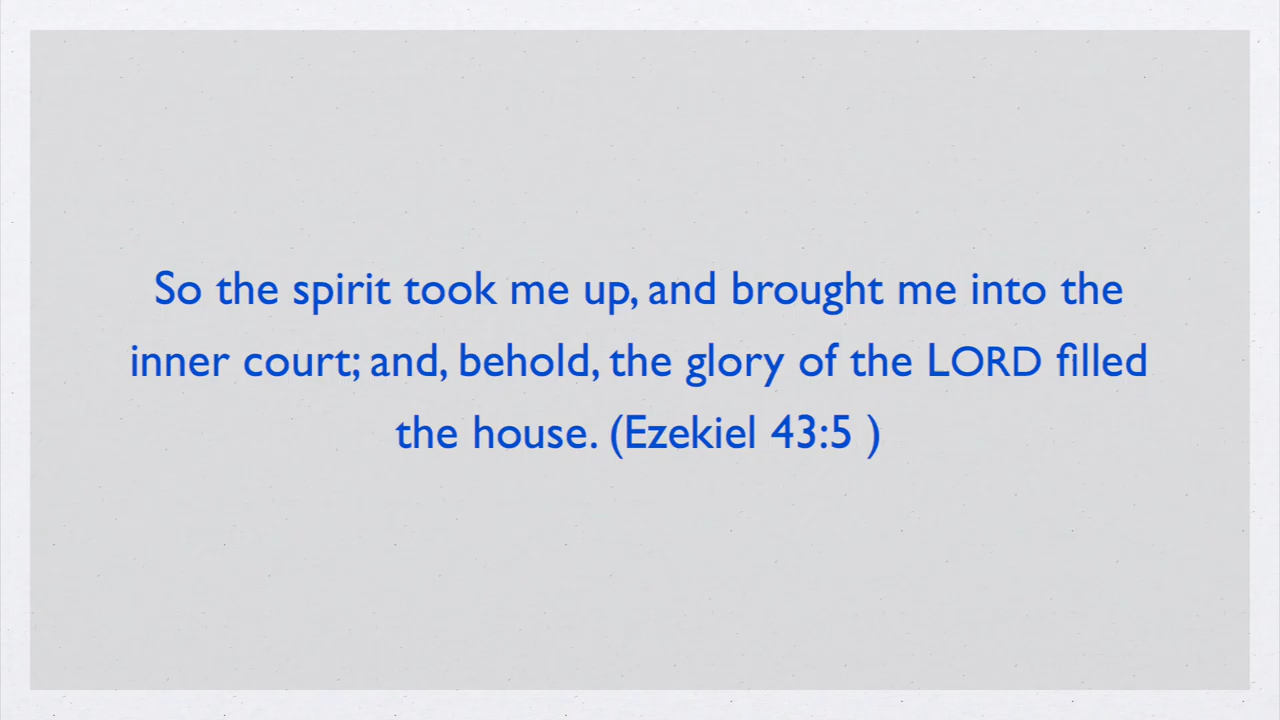 So the spirit took me up, and brought me into the
inner court; and, behold, the glory of the LORD filled
the house. (Ezekiel 43:5 )